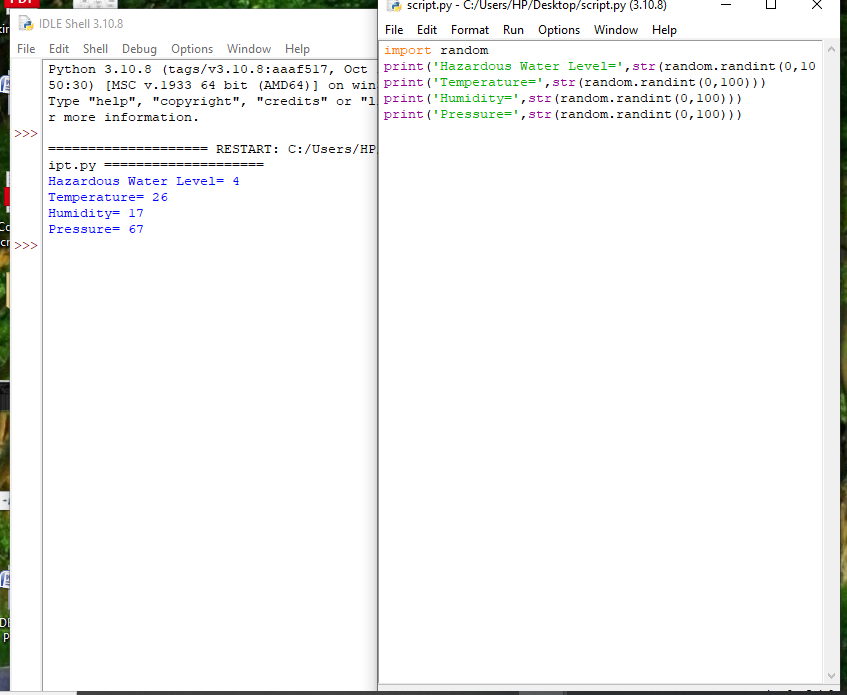 IDLE Shell 3.10.8
File Edit Shell Debug Options Window Help
Python 3.10.8 (tags/v3.10.8:aaaf517, Oct
50:30) [MSC v.1933 64 bit (AMD64)] on win
Type "help", "copyright", "credits" or "l
r more information.
>>>
==================== RESTART: C:/Users/HP
ipt.py ====================
Hazardous Water Level= 4
Temperature= 26
Humidity= 17
Pressure= 67
>>>
script.py - C:/Users/HP/Desktop/script.py (3.10.8)
File Edit Format Run Options Window Help
import random
print('Hazardous Water Level=',str(random.randint(0,10
print('Temperature=',str(random.randint(0,100)))
print('Humidity=',str(random.randint(0,100)))
print('Pressure=',str(random.randint(0,100)))